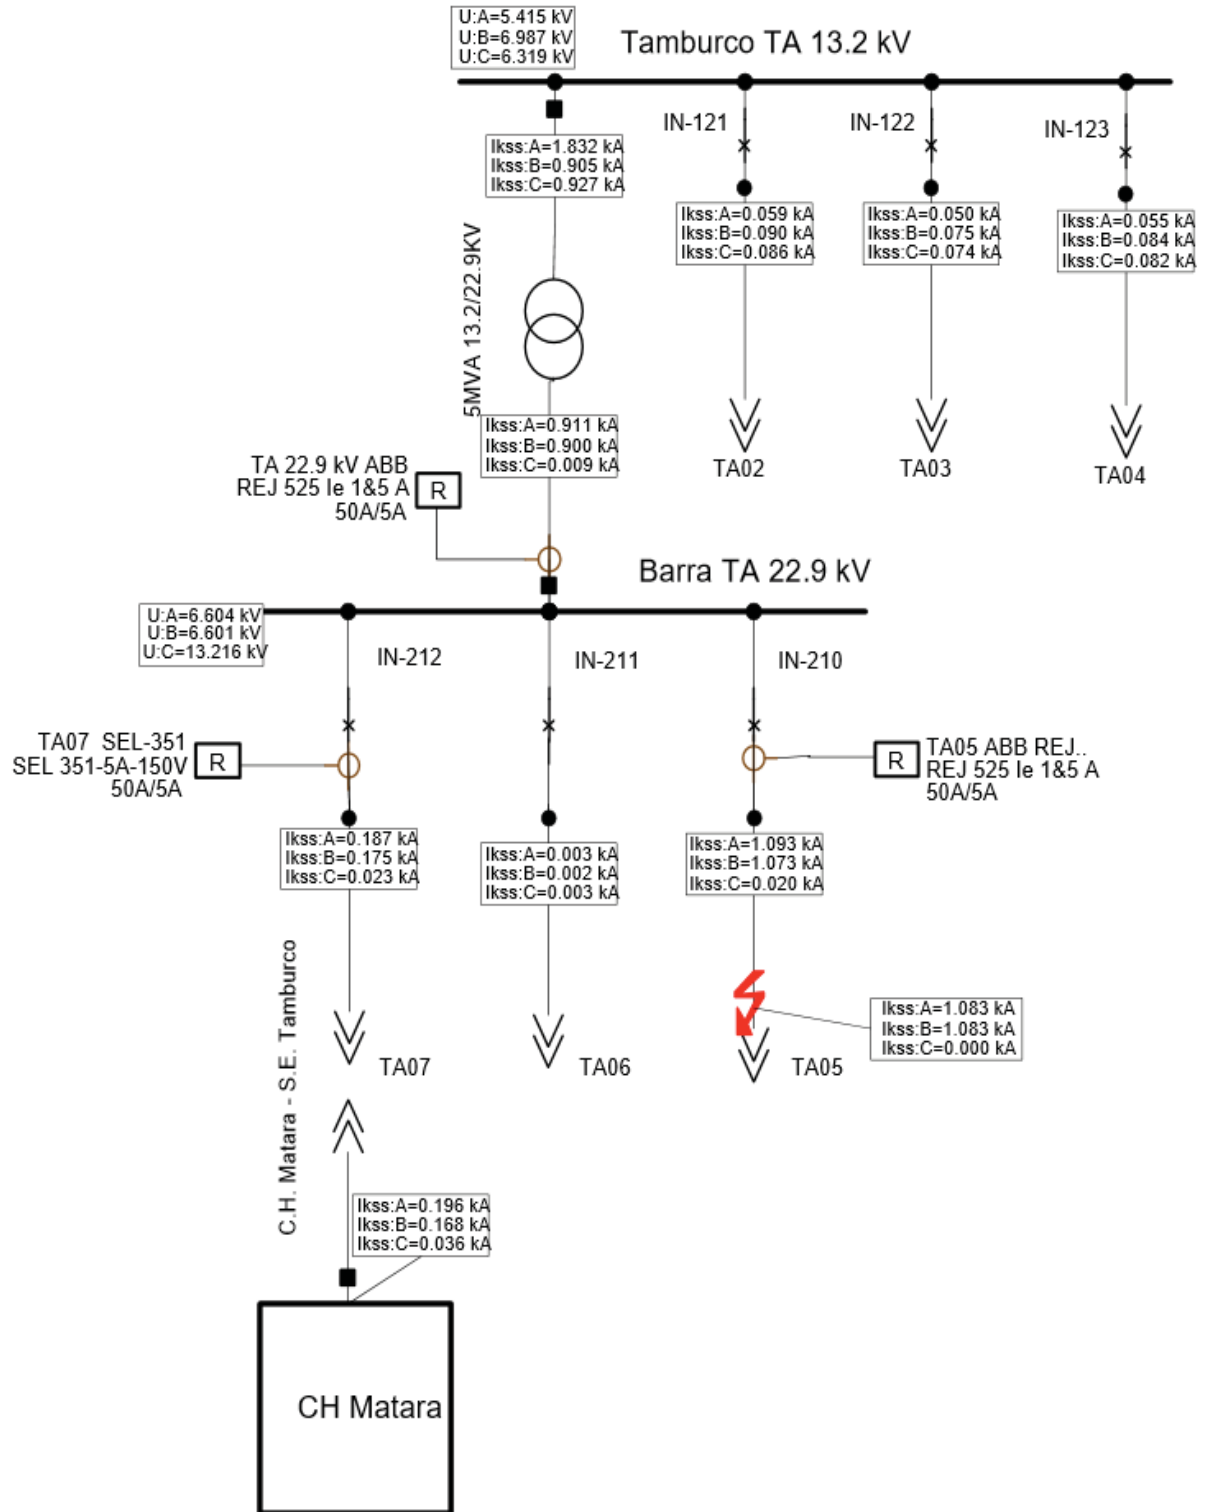 U:A=5.415 kV
U:B=6.987 kV
U:C=6.319 kV
Tamburco TA 13.2 kV
IN-121
IN-122
IN-123
Ikss:A=1.832 kA
Ikss:B=0.905 kA
Ikss:C=0.927 kA
Ikss:A=0.059 kA
Ikss:B=0.090 kA
Ikss:C=0.086 kA
Ikss:A=0.050 kA
Ikss:B=0.075 kA
Ikss:C=0.074 kA
Ikss:A=0.055 kA
Ikss:B=0.084 kA
Ikss:C=0.082 kA
5MVA 13.2/22.9KV
Ikss:A=0.911 kA
Ikss:B=0.900 kA
Ikss:C=0.009 kA
TA02
TA03
TA04
TA 22.9 kV ABB
REJ 525 Ie 1&5 A
50A/5A
R
Barra TA 22.9 kV
U:A=6.604 kV
U:B=6.601 kV
U:C=13.216 kV
IN-212
IN-211
IN-210
TA07 SEL-351
SEL 351-5A-150V
50A/5A
R
R
TA05 ABB REJ..
REJ 525 Ie 1&5 A
50A/5A
Ikss:A=0.187 kA
Ikss:B=0.175 kA
Ikss:C=0.023 kA
Ikss:A=0.003 kA
Ikss:B=0.002 kA
Ikss:C=0.003 kA
Ikss:A=1.093 kA
Ikss:B=1.073 kA
Ikss:C=0.020 kA
Ikss:A=1.083 kA
Ikss:B=1.083 kA
Ikss:C=0.000 kA
TA07
TA06
TA05
C.H. Matara - S.E. Tamburco
Ikss:A=0.196 kA
Ikss:B=0.168 kA
Ikss:C=0.036 kA
CH Matara